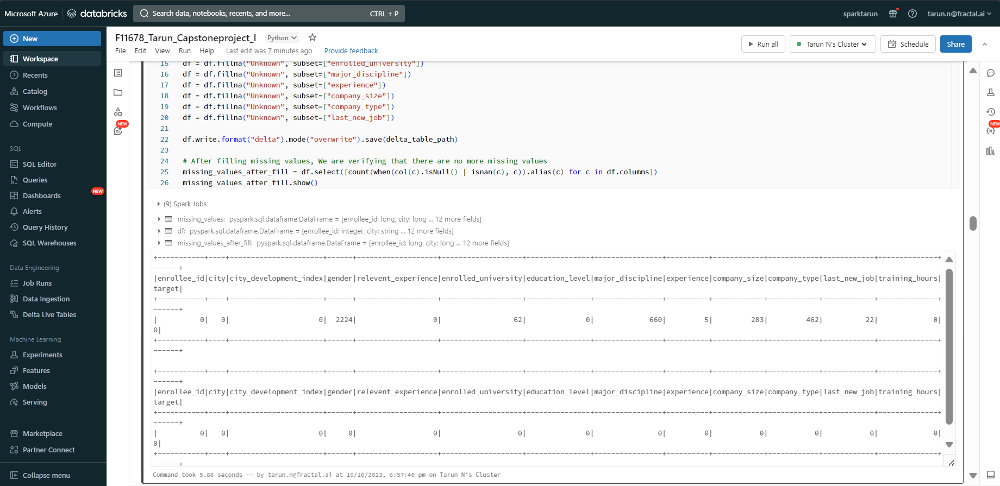 Microsoft Azure
databricks
Search data, notebooks, recents, and more...
CTRL + P
sparktarun
tarun.n@fractal.ai
New
Workspace
Recents
Catalog
Workflows
Compute
SQL
SQL Editor
Queries
Dashboards
NEW
Alerts
Query History
SQL Warehouses
Data Engineering
Job Runs
Data Ingestion
Delta Live Tables
Machine Learning
Experiments
Features
Models
Serving
Marketplace
Partner Connect
Collapse menu
F11678_Tarun_Capstoneproject_I
Python
File Edit View Run Help Last edit was 7 minutes ago Provide feedback
Run all
Tarun N's Cluster
Schedule
Share
NEW
NEW
15 df = df.fillna("Unknown", subset=["enrolled_university"])
16 df = df.fillna("Unknown", subset=["major_discipline"])
17 df = df.fillna("Unknown", subset=["experience"])
18 df = df.fillna("Unknown", subset=["company_size"])
19 df = df.fillna("Unknown", subset=["company_type"])
20 df = df.fillna("Unknown", subset=["last_new_job"])
21
22 df.write.format("delta").mode("overwrite").save(delta_table_path)
23
24 # After filling missing values, We are verifying that there are no more missing values
25 missing_values_after_fill = df.select([count(when(col(c).isNull() | isnan(c), c)).alias(c) for c in df.columns])
26 missing_values_after_fill.show()
(9) Spark Jobs
missing_values: pyspark.sql.dataframe.DataFrame = [enrollee_id: long, city: long ... 12 more fields]
df: pyspark.sql.dataframe.DataFrame = [enrollee_id: integer, city: string ... 12 more fields]
missing_values_after_fill: pyspark.sql.dataframe.DataFrame = [enrollee_id: long, city: long ... 12 more fields]
+-----------+----+----------------------+------+-------------------+-------------------+---------------+----------------+----------+------------+------------+------------+--------------+
------+
|enrollee_id|city|city_development_index|gender|relevent_experience|enrolled_university|education_level|major_discipline|experience|company_size|company_type|last_new_job|training_hours|
target|
+-----------+----+----------------------+------+-------------------+-------------------+---------------+----------------+----------+------------+------------+------------+--------------+
------+
|          0|   0|                     0|  2224|                  0|                 62|              0|             660|         5|         283|         462|          22|             0|
0|
+-----------+----+----------------------+------+-------------------+-------------------+---------------+----------------+----------+------------+------------+------------+--------------+
------+
+-----------+----+----------------------+------+-------------------+-------------------+---------------+----------------+----------+------------+------------+------------+--------------+
------+
|enrollee_id|city|city_development_index|gender|relevent_experience|enrolled_university|education_level|major_discipline|experience|company_size|company_type|last_new_job|training_hours|
target|
+-----------+----+----------------------+------+-------------------+-------------------+---------------+----------------+----------+------------+------------+------------+--------------+
------+
|          0|   0|                     0|     0|                  0|                  0|              0|               0|         0|           0|           0|           0|             0|
0|
+-----------+----+----------------------+------+-------------------+-------------------+---------------+----------------+----------+------------+------------+------------+--------------+
------+
Command took 5.88 seconds -- by tarun.n@fractal.ai at 10/10/2023, 6:57:40 pm on Tarun N's Cluster